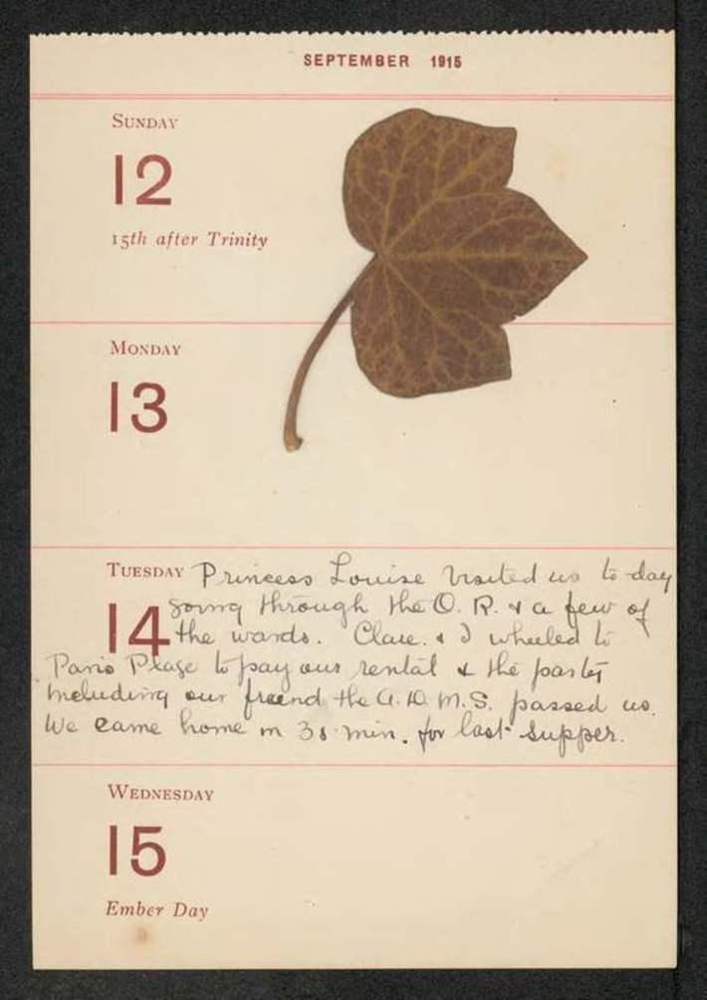 SEPTEMBER 1915
SUNDAY
12
15th after Trinity
MONDAY
13
TUESDAY Princess Louise visited us to-day
14 going through the O. R. & a few of
the wards. Clare. & I wheeled to
Paris Plage to pay our rental & the party
including our friend the A. D. M. S. passed us.
We came home in 30 min. for last supper.
WEDNESDAY
15
Ember Day